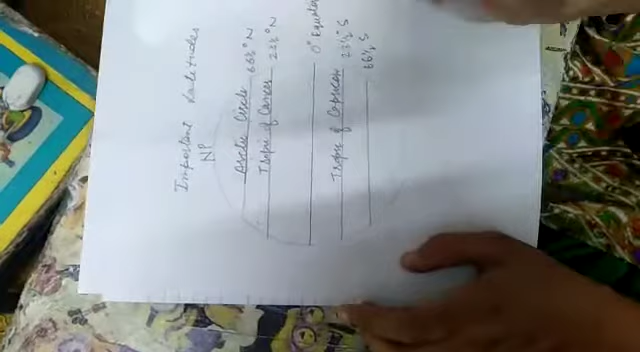 Important Latitudes
NP
Arctic Circle 66½° N
Tropic of Cancer 23½° N
0° Equator
Tropic of Capricon 23½° S
66½ S